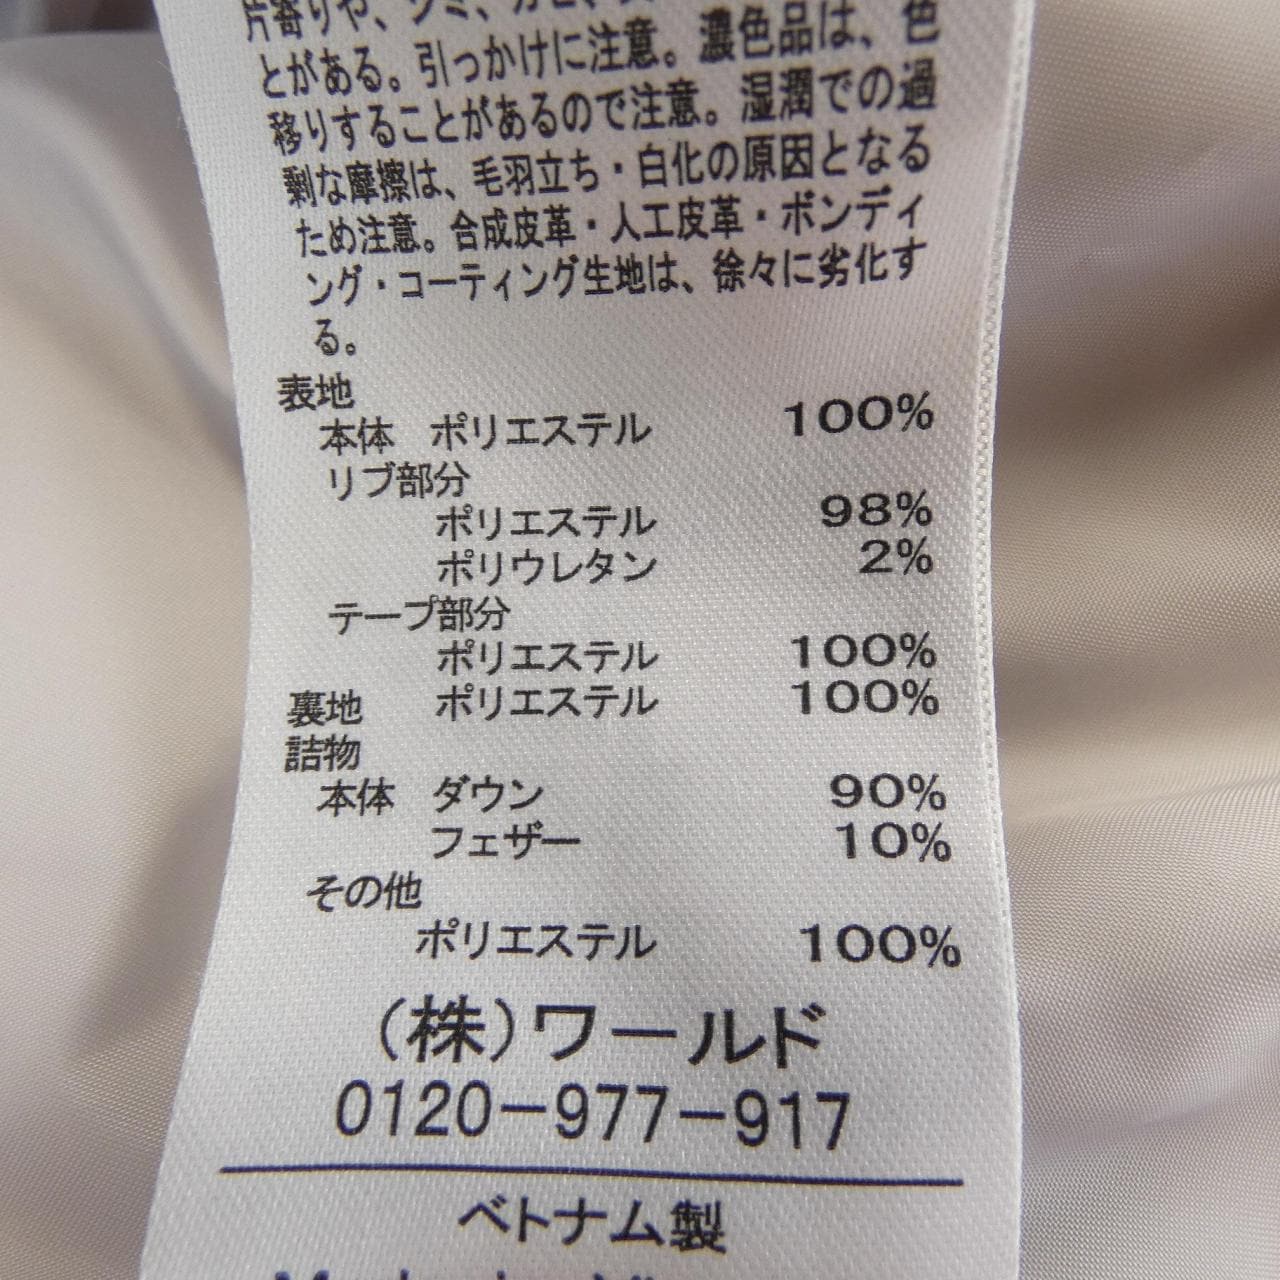 片寄りや、シミ、カビ、
とがある。引っかけに注意。濃色品は、色
移りすることがあるので注意。湿潤での過
剰な摩擦は、毛羽立ち・白化の原因となる
ため注意。合成皮革・人工皮革・ボンディ
ング・コーティング生地は、徐々に劣化す
る。
表地
本体 ポリエステル 100%
リブ部分
ポリエステル 98%
ポリウレタン 2%
テープ部分
ポリエステル 100%
裏地 ポリエステル 100%
詰物
本体 ダウン 90%
フェザー 10%
その他
ポリエステル 100%
(株)ワールド
0120-977-917
ベトナム製